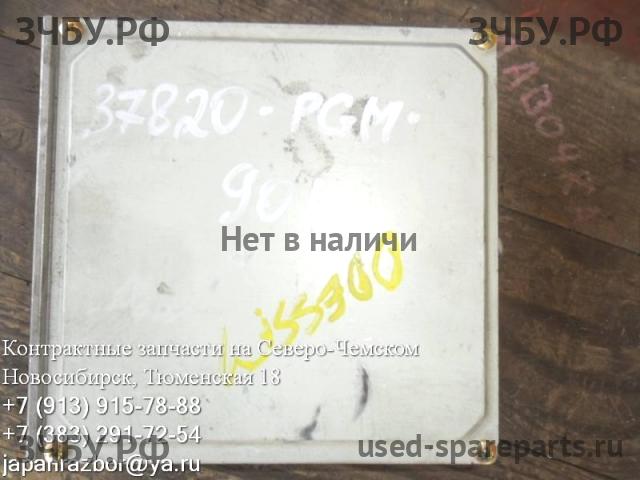 ЗЧБУ.РФ ЗЧБУ.РФ
37820-PGM-
Нет в наличи
Контрактные запчасти на Северо-Чемском
Новосибирск, Тюменская 18
+7 (913) 915-78-88
+7 (383) 291-72-54
japanrazbor@ya.ru
ЗЧБУ.РФ used-spareparts.ru